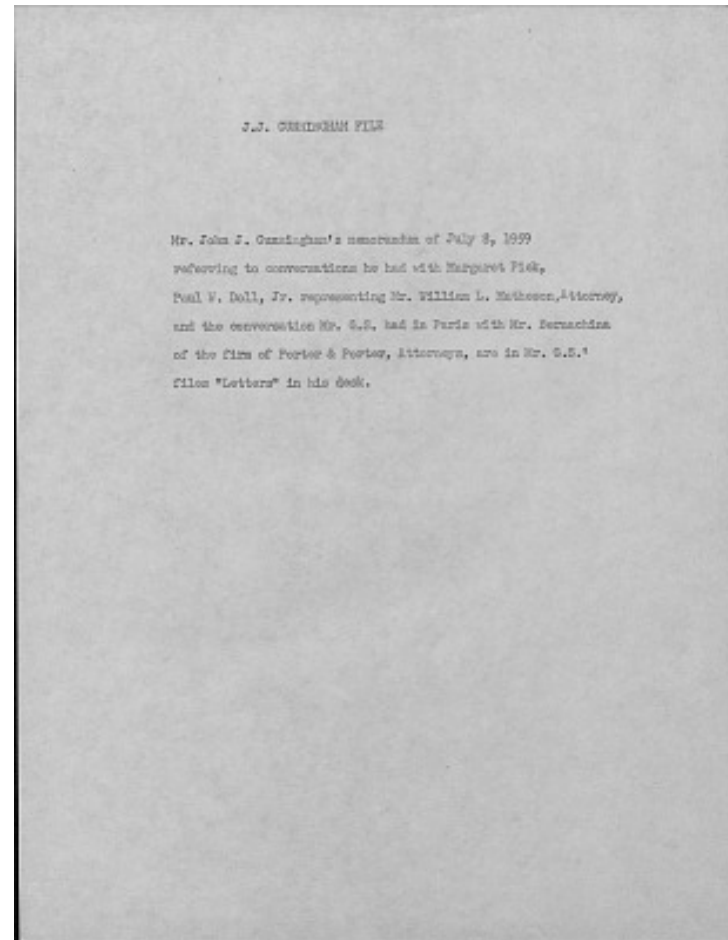 J.J. CUNNINGHAM FILE
Mr. John J. Cunningham's memorandum of July 8, 1959
referring to conversations he had with Margaret Pick,
Paul W. Doll, Jr. representing Mr. William L. Matheson, Attorney,
and the conversation Mr. G.S. had in Paris with Mr.
of the firm of Porter & Porter, Attorneys, are in Mr. G.S.'
files "Letters" in his desk.